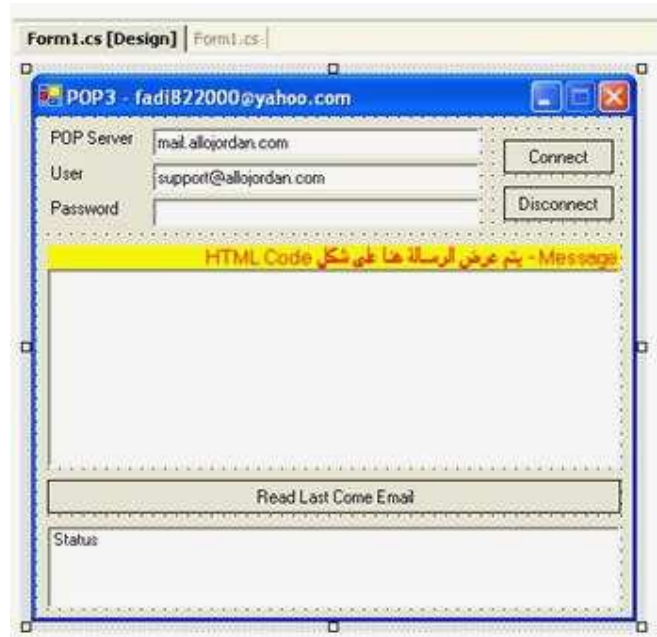 Form1.cs [Design] Form1.cs
POP3 - fadi822000@yahoo.com
POP Server mail.allojordan.com Connect
User support@allojordan.com
Password Disconnect
Message - يتم عرض الرسالة هنا على شكل HTML Code
Read Last Come Email
Status